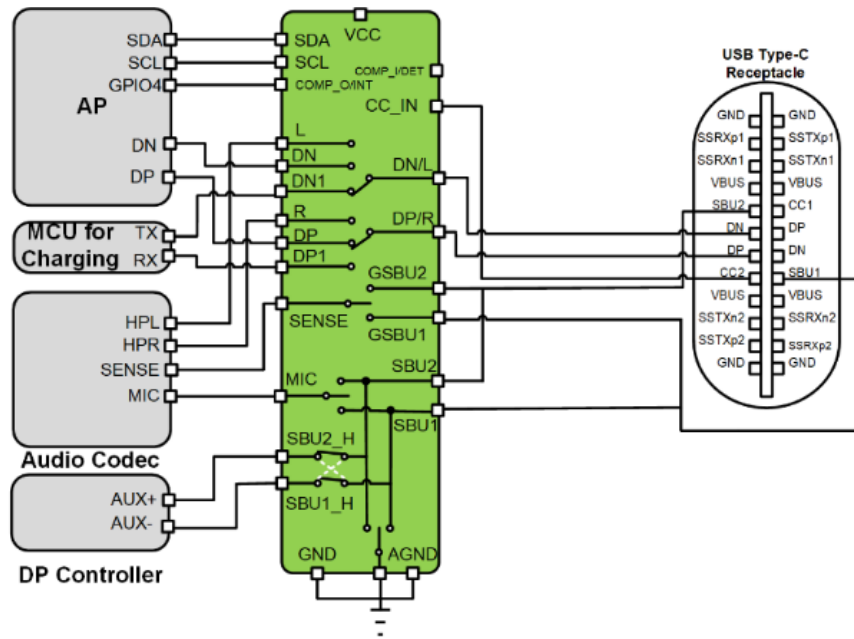 SDA
SCL
GPIO4
AP
DN
DP
MCU for
Charging
TX
RX
HPL
HPR
SENSE
MIC
Audio Codec
AUX+
AUX-
DP Controller
VCC
SDA
SCL
COMP_I/DET
COMP_O/INT
CC_IN
L
DN
DN/L
DN1
R
DP/R
DP
DP1
GSBU2
SENSE
GSBU1
MIC
SBU2
SBU1
SBU2_H
SBU1_H
GND
AGND
USB Type-C
Receptacle
GND GND
SSRXp1 SSTXp1
SSRXn1 SSTXn1
VBUS VBUS
SBU2 CC1
DN DP
DP DN
CC2 SBU1
VBUS VBUS
SSTXn2 SSRXn2
SSTXp2 SSRXp2
GND GND